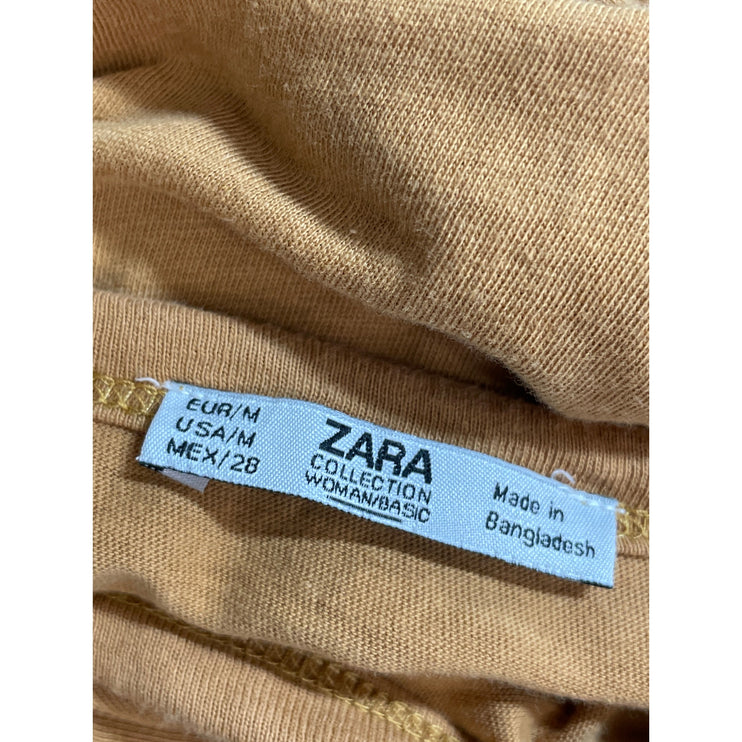 EUR/M
USA/M
MEX/28
ZARA
COLLECTION
WOMAN/BASIC
Made in
Bangladesh